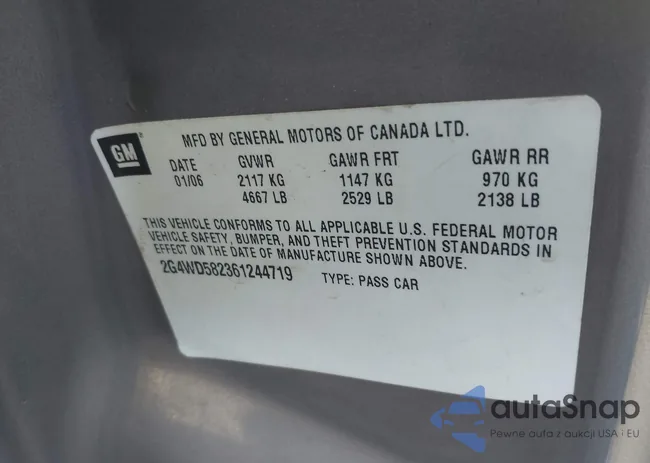 MFD BY GENERAL MOTORS OF CANADA LTD.
GM
DATE GVWR GAWR FRT GAWR RR
01/06 2117 KG 1147 KG 970 KG
4667 LB 2529 LB 2138 LB
THIS VEHICLE CONFORMS TO ALL APPLICABLE U.S. FEDERAL MOTOR
VEHICLE SAFETY, BUMPER, AND THEFT PREVENTION STANDARDS IN
EFFECT ON THE DATE OF MANUFACTURE SHOWN ABOVE.
2G4WD582361244719 TYPE: PASS CAR
autaSnap
Pewne auta z aukcji USA i EU